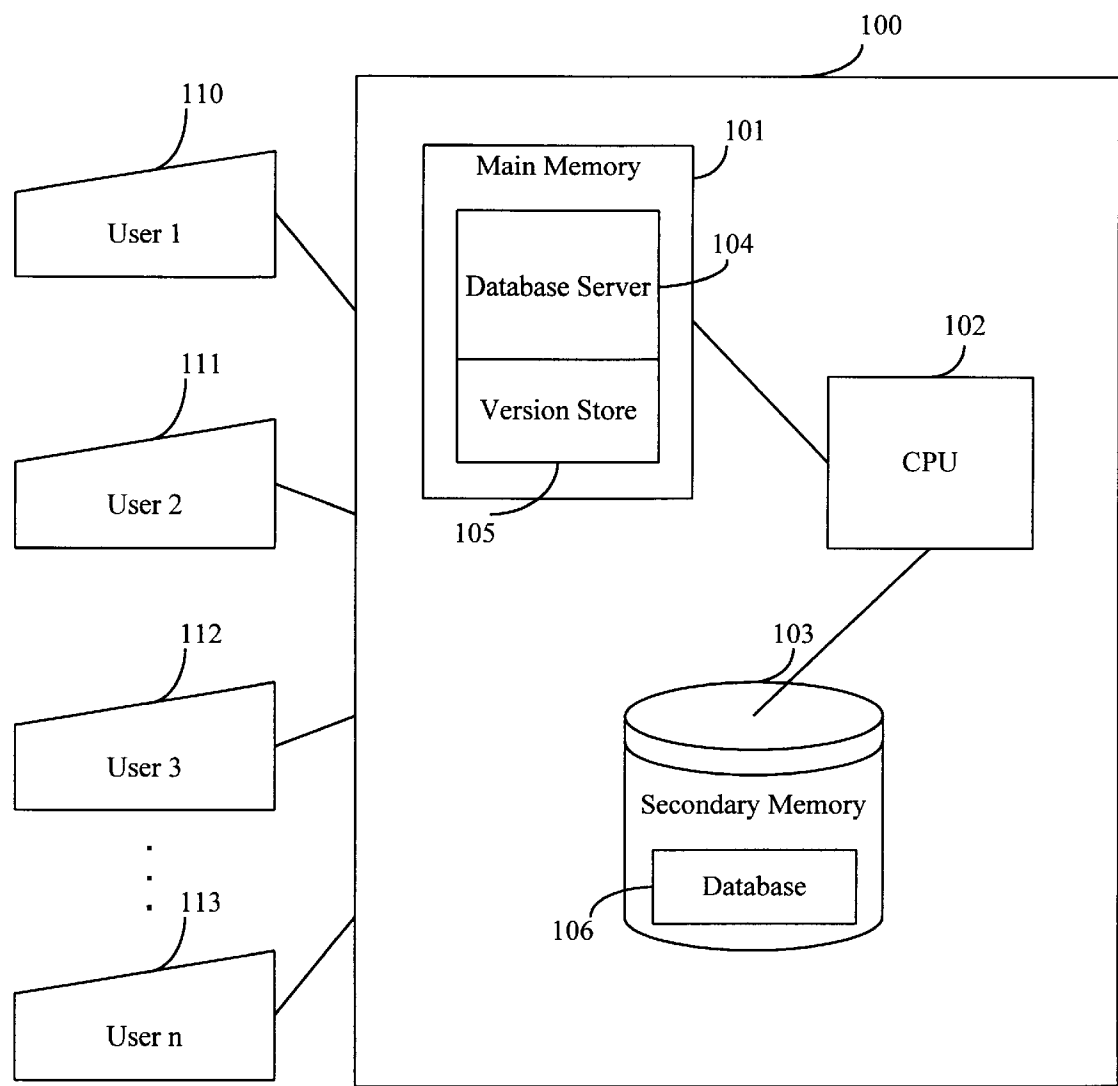 100
110
101
Main Memory
User 1
104
Database Server
102
111
Version Store
CPU
User 2
105
112
103
User 3
Secondary Memory
113
Database
106
User n